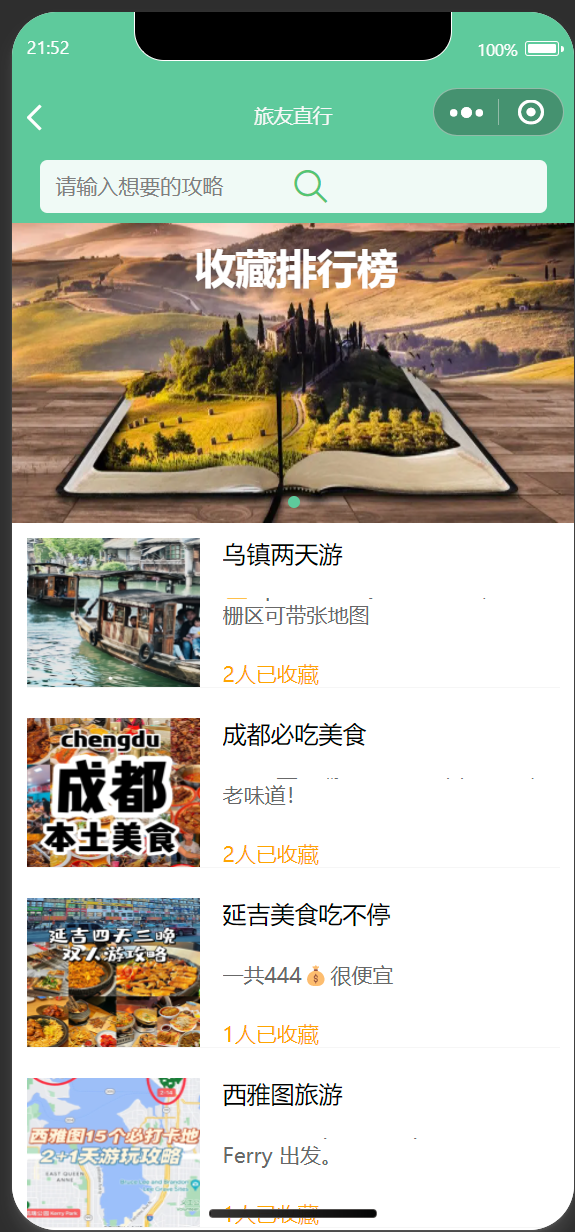 21:52
100%
旅友直行
请输入想要的攻略
收藏排行榜
乌镇两天游
栅区可带张地图
2人已收藏
chengdu
成都
本土美食
成都必吃美食
老味道!
2人已收藏
延吉四天三晚
双人游攻略
延吉美食吃不停
一共444💰很便宜
1人已收藏
西雅图15个必打卡地
2+1天游玩攻略
EAST QUEEN
ANNE
Kerry Park
西雅图旅游
Ferry 出发。
1人已收藏